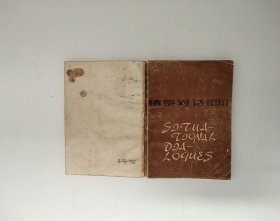 情景对话
SITUA-
TIONAL
DIA-
LOGUES